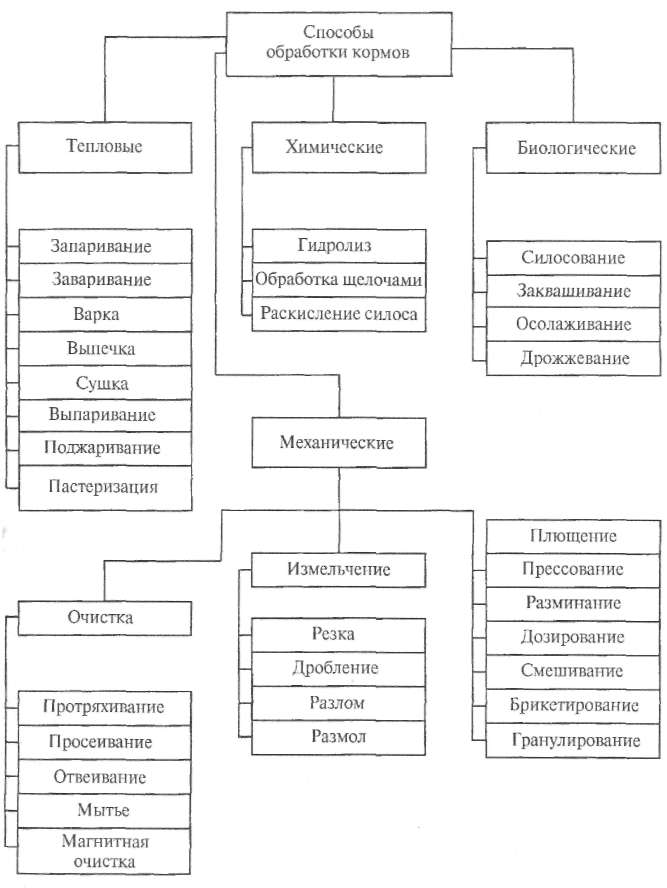 Способы
обработки кормов
Тепловые
Химические
Биологические
Запаривание
Заваривание
Варка
Выпечка
Сушка
Выпаривание
Поджаривание
Пастеризация
Гидролиз
Обработка щелочами
Раскисление силоса
Силосование
Заквашивание
Осолаживание
Дрожжевание
Механические
Очистка
Протряхивание
Просеивание
Отвеивание
Мытье
Магнитная
очистка
Измельчение
Резка
Дробление
Разлом
Размол
Плющение
Прессование
Разминание
Дозирование
Смешивание
Брикетирование
Гранулирование